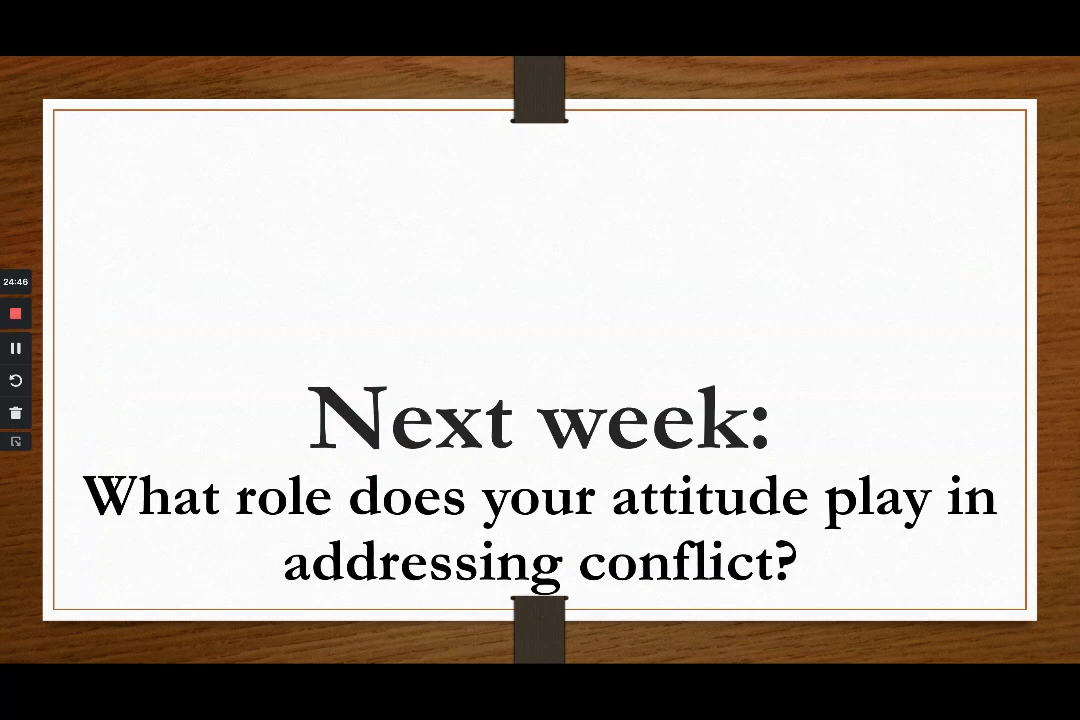 24:46
Next week:
What role does your attitude play in
addressing conflict?